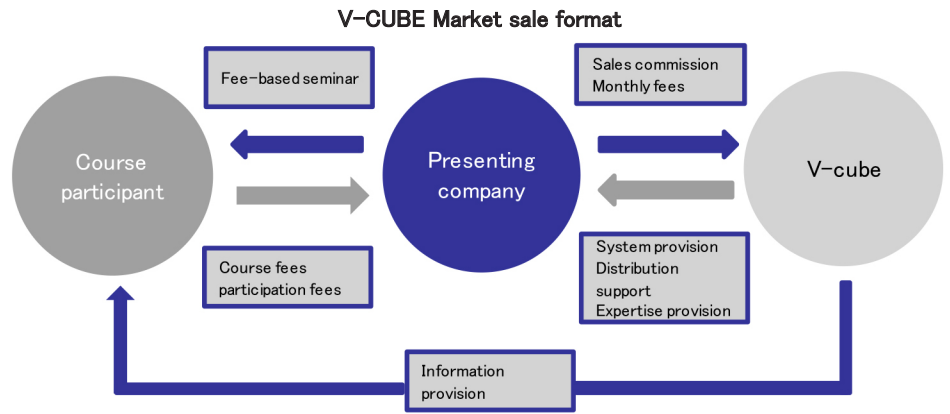 V-CUBE Market sale format
Fee-based seminar
Sales commission
Monthly fees
Course
participant
Presenting
company
V-cube
Course fees
participation fees
System provision
Distribution
support
Expertise provision
Information
provision